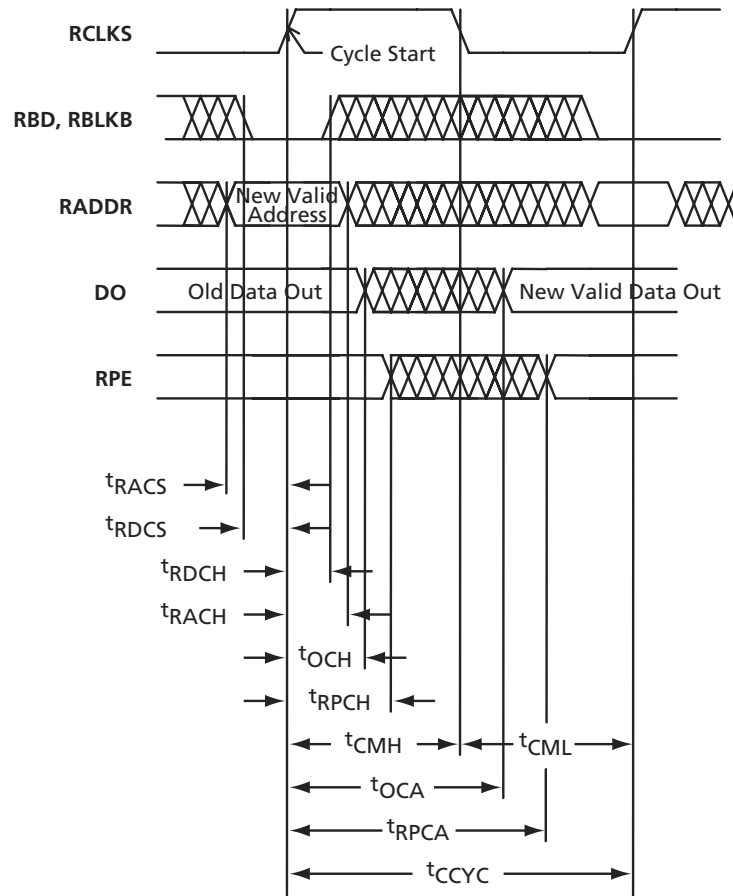 RCLKS
Cycle Start
RBD, RBLKB
RADDR
New Valid
Address
DO
Old Data Out
New Valid Data Out
RPE
tRACS
tRDCS
tRDCH
tRACH
tOCH
tRPCH
tCMH
tCML
tOCA
tRPCA
tCCYC